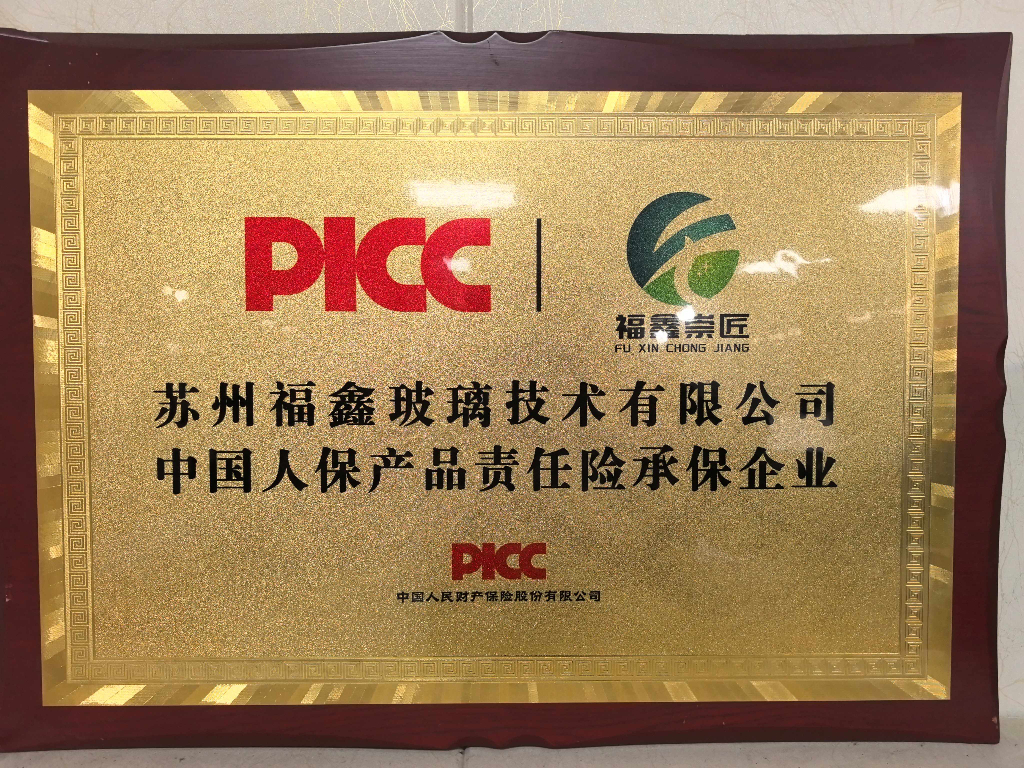 PICC
福鑫崇匠
FU XIN CHONG JIANG
苏州福鑫玻璃技术有限公司
中国人保产品责任险承保企业
PICC
中国人民财产保险股份有限公司